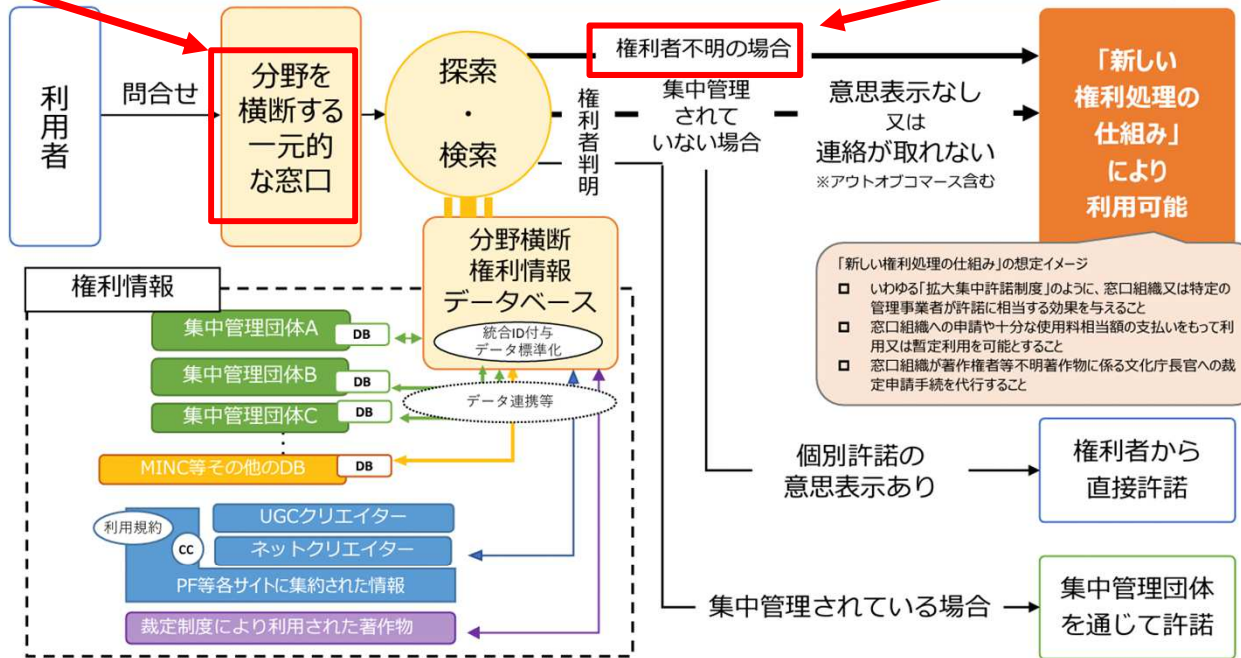 利用者
問合せ
分野を
横断する
一元的
な窓口
探索
・
検索
権利者不明の場合
権利者判明
集中管理
されて
いない場合
意思表示なし
又は
連絡が取れない
※アウトオブコマース含む
「新しい
権利処理の
仕組み」
により
利用可能
「新しい権利処理の仕組み」の想定イメージ
いわゆる「拡大集中許諾制度」のように、窓口組織又は特定の
管理事業者が許諾に相当する効果を与えること
窓口組織への申請や十分な使用料相当額の支払いをもって利
用又は暫定利用を可能とすること
窓口組織が著作権者等不明著作物に係る文化庁長官への裁
定申請手続を代行すること
分野横断
権利情報
データベース
統合ID付与
データ標準化
データ連携等
権利情報
集中管理団体A
DB
集中管理団体B
DB
集中管理団体C
DB
MINC等その他のDB
DB
利用規約
CC
UGCクリエイター
ネットクリエイター
PF等各サイトに集約された情報
裁定制度により利用された著作物
個別許諾の
意思表示あり
権利者から
直接許諾
集中管理されている場合
集中管理団体
を通じて許諾